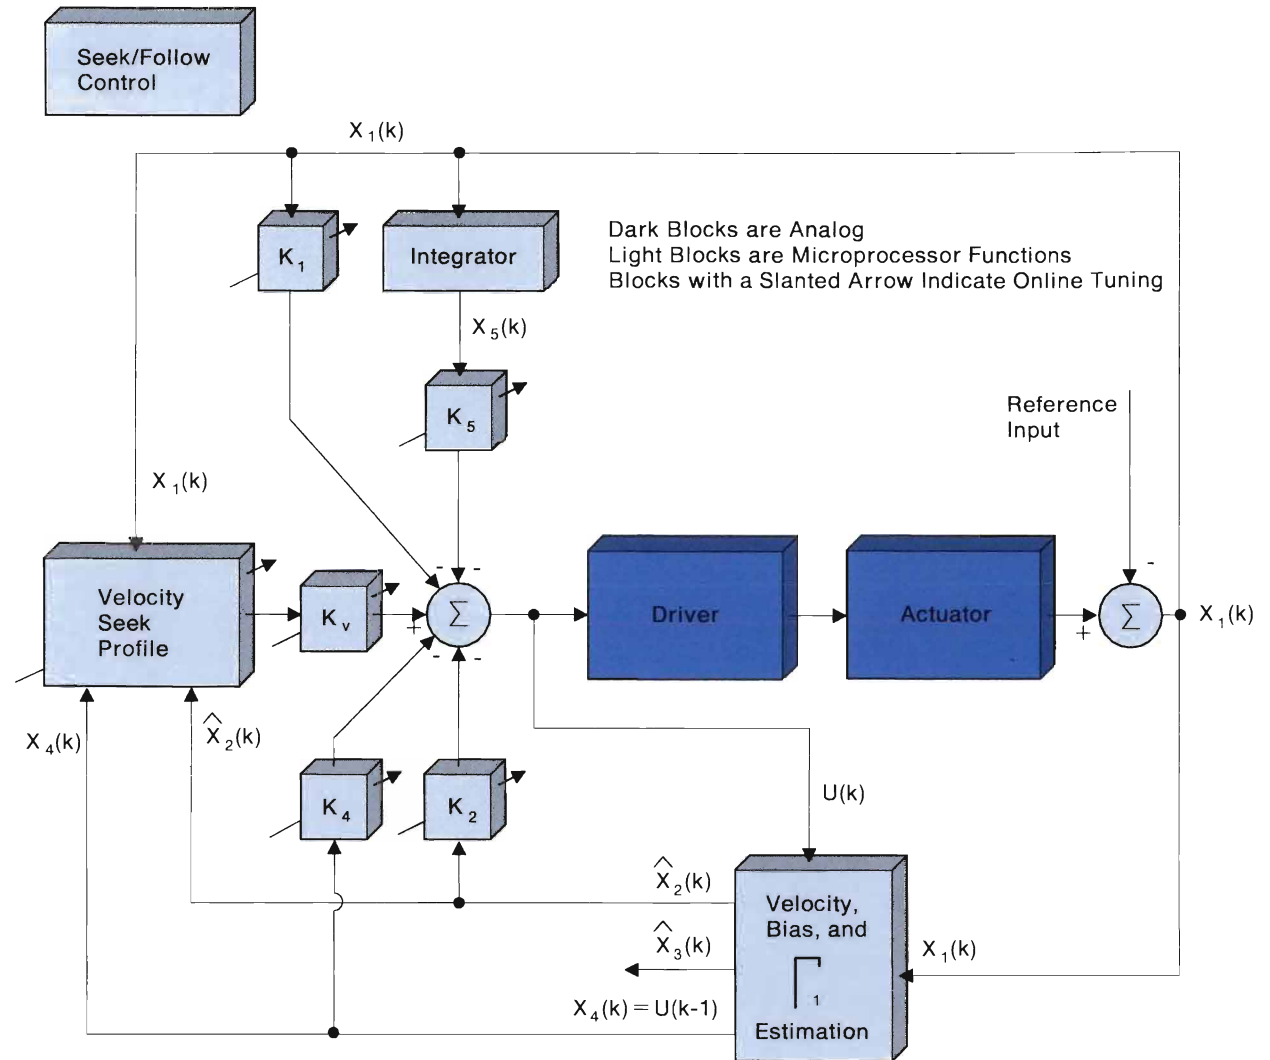 Seek/Follow
Control
X₁(k)
K₁
Integrator
Dark Blocks are Analog
Light Blocks are Microprocessor Functions
Blocks with a Slanted Arrow Indicate Online Tuning
X₅(k)
K₅
Reference
Input
X₁(k)
- -
-
Velocity
Seek
Profile
Kᵥ
+
Σ
Driver
Actuator
+
Σ
X₁(k)
- -
X₄(k)
X̂₂(k)
K₄
K₂
U(k)
X̂₂(k)
Velocity,
Bias, and
X̂₃(k)
X₁(k)
Γ₁
X₄(k) = U(k-1)
Estimation